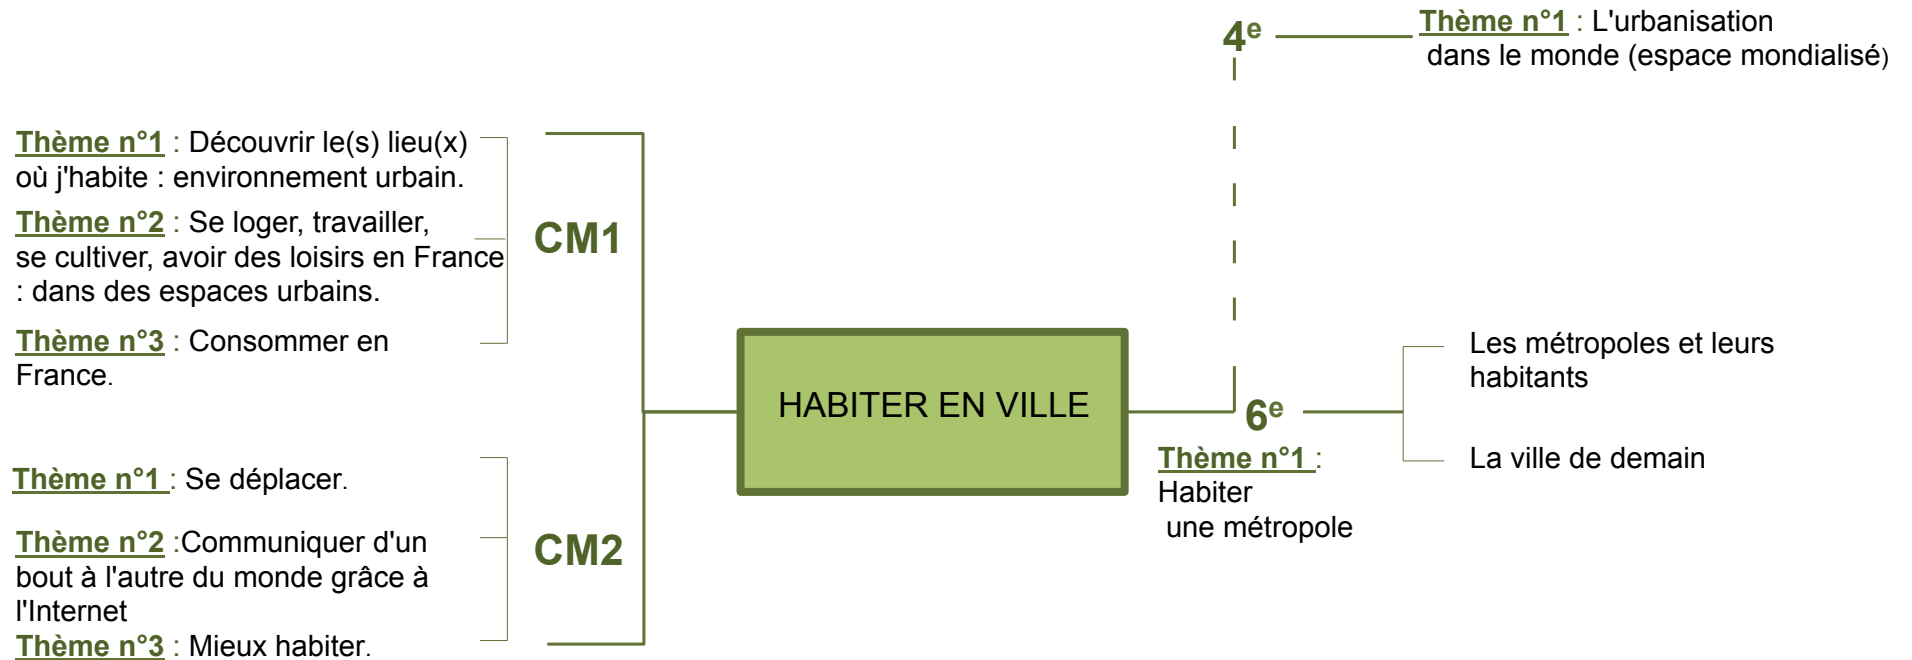 Thème n°1 : Découvrir le(s) lieu(x)
où j'habite : environnement urbain.
Thème n°2 : Se loger, travailler,
se cultiver, avoir des loisirs en France
: dans des espaces urbains.
Thème n°3 : Consommer en
France.
CM1
Thème n°1 : Se déplacer.
Thème n°2 :Communiquer d'un
bout à l'autre du monde grâce à
l'Internet
Thème n°3 : Mieux habiter.
CM2
HABITER EN VILLE
4e
Thème n°1 : L'urbanisation
dans le monde (espace mondialisé)
6e
Thème n°1 :
Habiter
une métropole
Les métropoles et leurs
habitants
La ville de demain